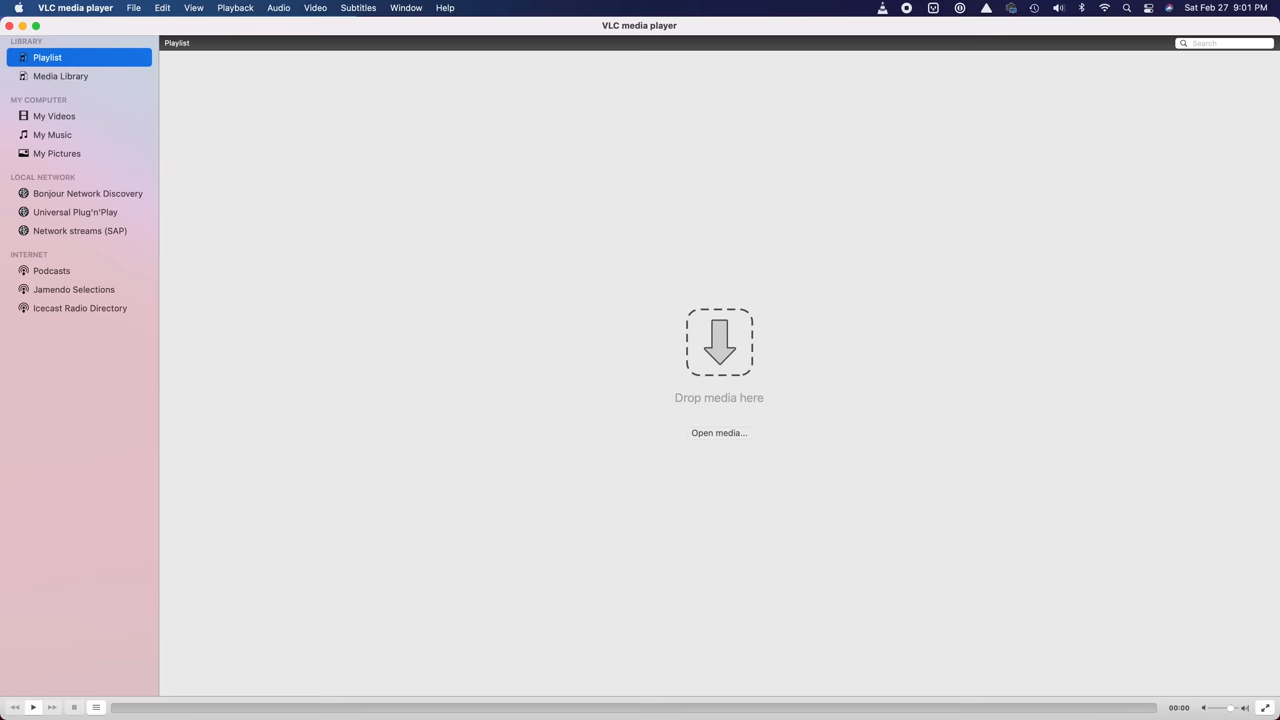 VLC media player File Edit View Playback Audio Video Subtitles Window Help Sat Feb 27 9:01 PM
VLC media player
LIBRARY
Playlist
Media Library
MY COMPUTER
My Videos
My Music
My Pictures
LOCAL NETWORK
Bonjour Network Discovery
Universal Plug'n'Play
Network streams (SAP)
INTERNET
Podcasts
Jamendo Selections
Icecast Radio Directory
Playlist
Search
Drop media here
Open media...
00:00